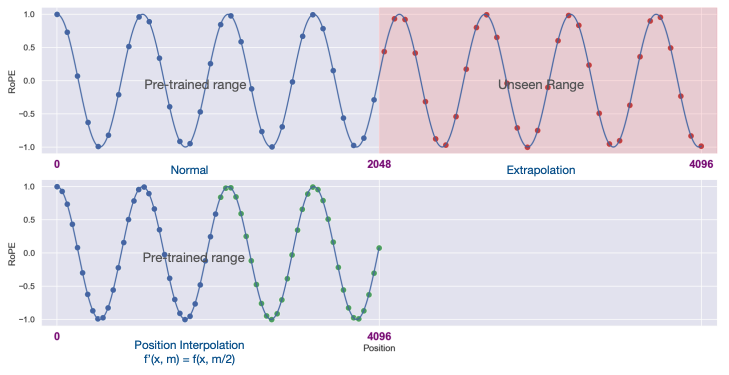 1.0
0.5
0.0
−0.5
−1.0
RoPE
Pre-trained range
Unseen Range
0
2048
4096
Normal
Extrapolation
1.0
0.5
0.0
−0.5
−1.0
RoPE
Pre-trained range
0
4096
Position
Position Interpolation
f'(x, m) = f(x, m/2)